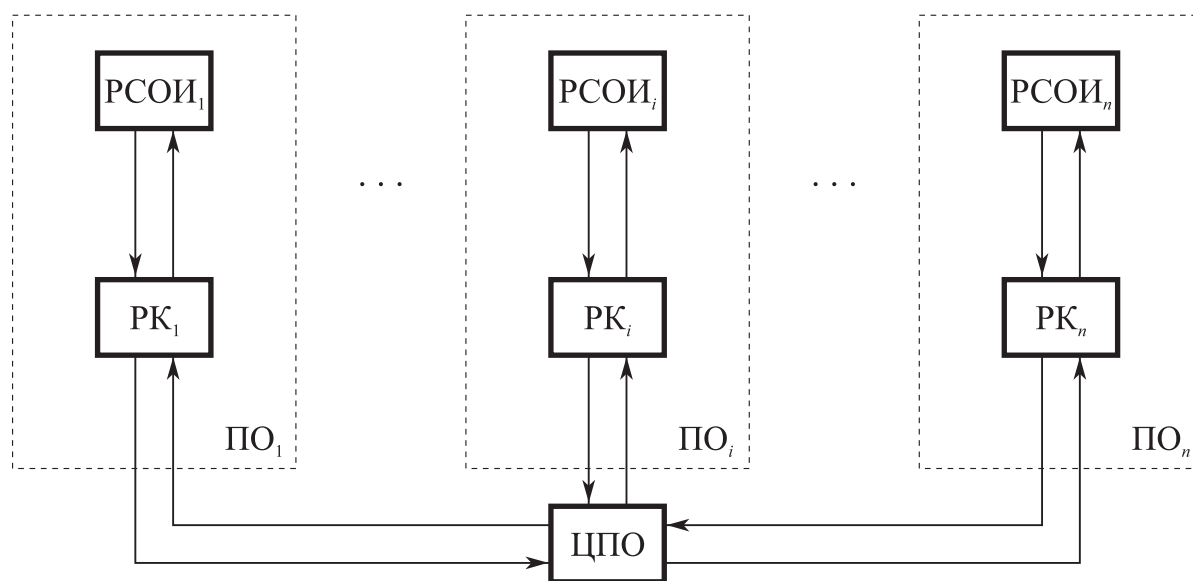 РСОИ₁ РСОИᵢ РСОИₙ
. . . . . .
РК₁ РКᵢ РКₙ
ПО₁ ПОᵢ ПОₙ
ЦПО